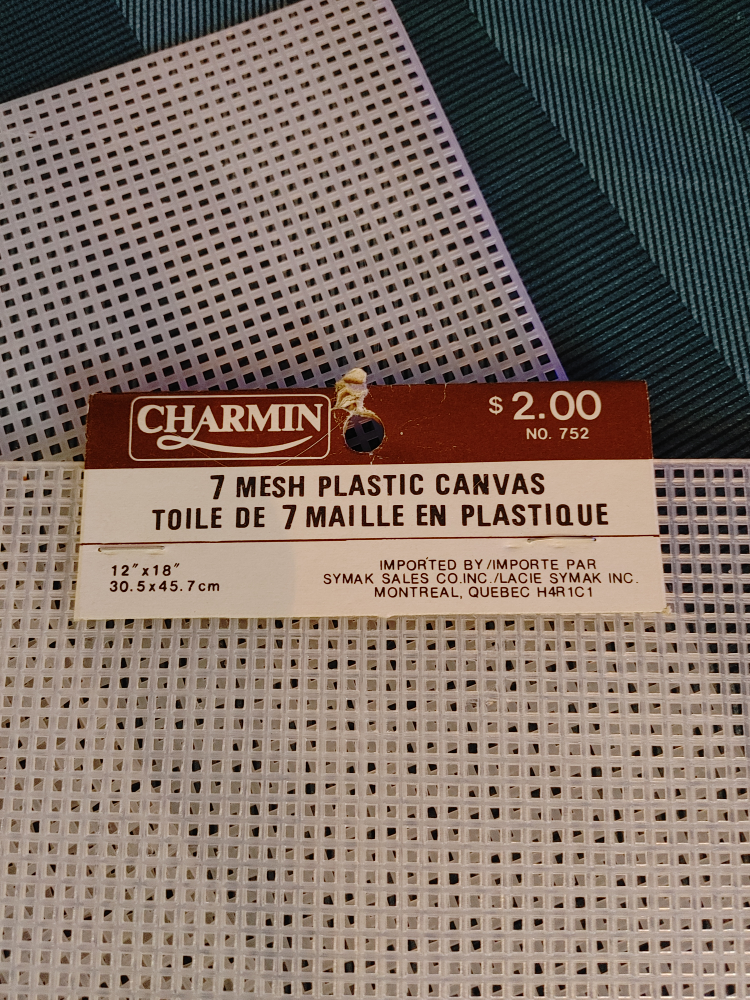 CHARMIN
$ 2.00
NO. 752
7 MESH PLASTIC CANVAS
TOILE DE 7 MAILLE EN PLASTIQUE
12"x18"
30.5x45.7cm
IMPORTED BY/IMPORTE PAR
SYMAK SALES CO.INC./LACIE SYMAK INC.
MONTREAL, QUEBEC H4R1C1